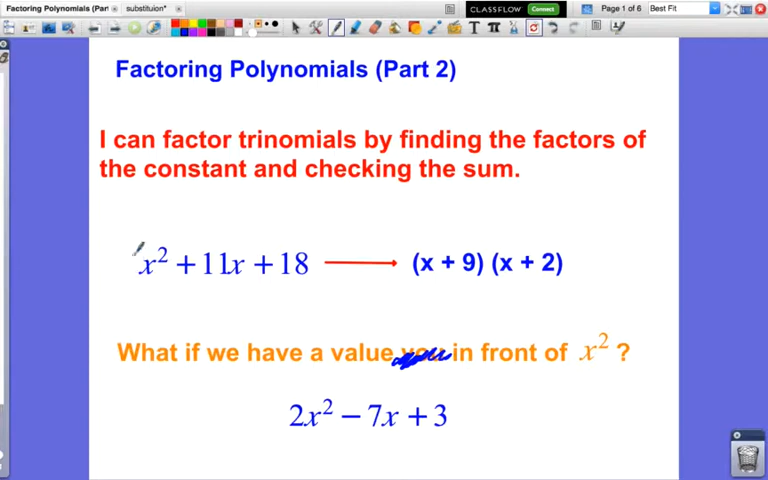 Factoring Polynomials (Part
substituion*
CLASSFLOW Connect
Page 1 of 6
Best Fit
Factoring Polynomials (Part 2)
I can factor trinomials by finding the factors of
the constant and checking the sum.
x² + 11x + 18 (x + 9) (x + 2)
What if we have a value in front of x² ?
2x² − 7x + 3